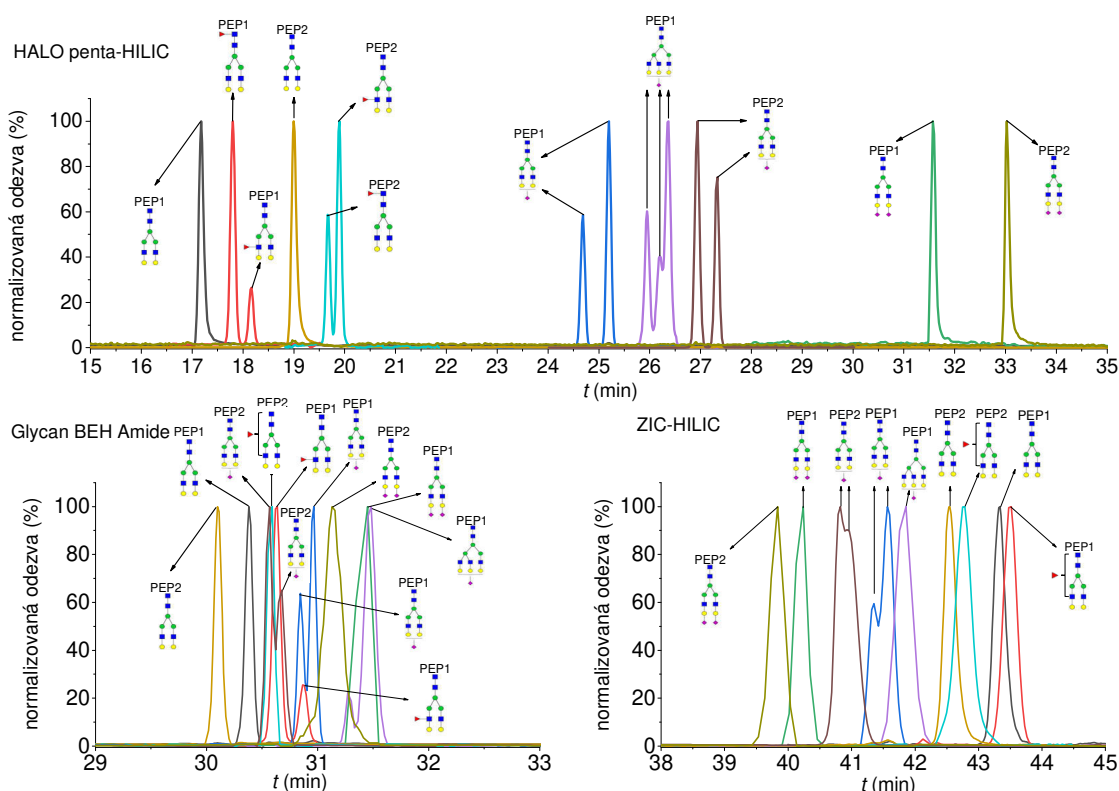 HALO penta-HILIC
PEP1
PEP2
PEP2
PEP1
PEP1
PEP1
PEP2
PEP1
PEP2
PEP1
PEP2
normalizovaná odezva (%)
100
80
60
40
20
0
15 16 17 18 19 20 21 22 23 24 25 26 27 28 29 30 31 32 33 34 35
t (min)
Glycan BEH Amide
PEP1
PEP2
PEP2
PEP1
PEP1
PEP2
PEP1
PEP1
PEP2
PEP2
PEP1
PEP1
normalizovaná odezva (%)
100
80
60
40
20
0
29 30 31 32 33
t (min)
ZIC-HILIC
PEP1
PEP2
PEP1
PEP1
PEP2
PEP2
PEP1
PEP2
PEP1
normalizovaná odezva (%)
100
80
60
40
20
0
38 39 40 41 42 43 44 45
t (min)